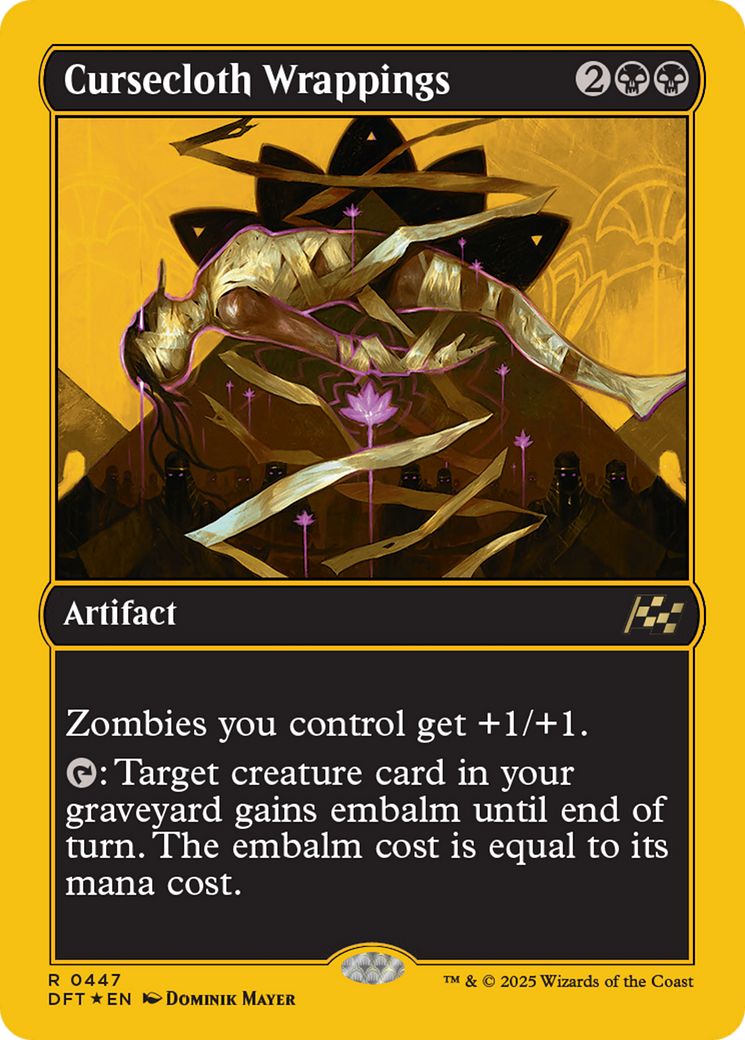 Cursecloth Wrappings 2
Artifact
Zombies you control get +1/+1.
: Target creature card in your
graveyard gains embalm until end of
turn. The embalm cost is equal to its
mana cost.
R 0447
DFT ★ EN Dominik Mayer
™ & © 2025 Wizards of the Coast